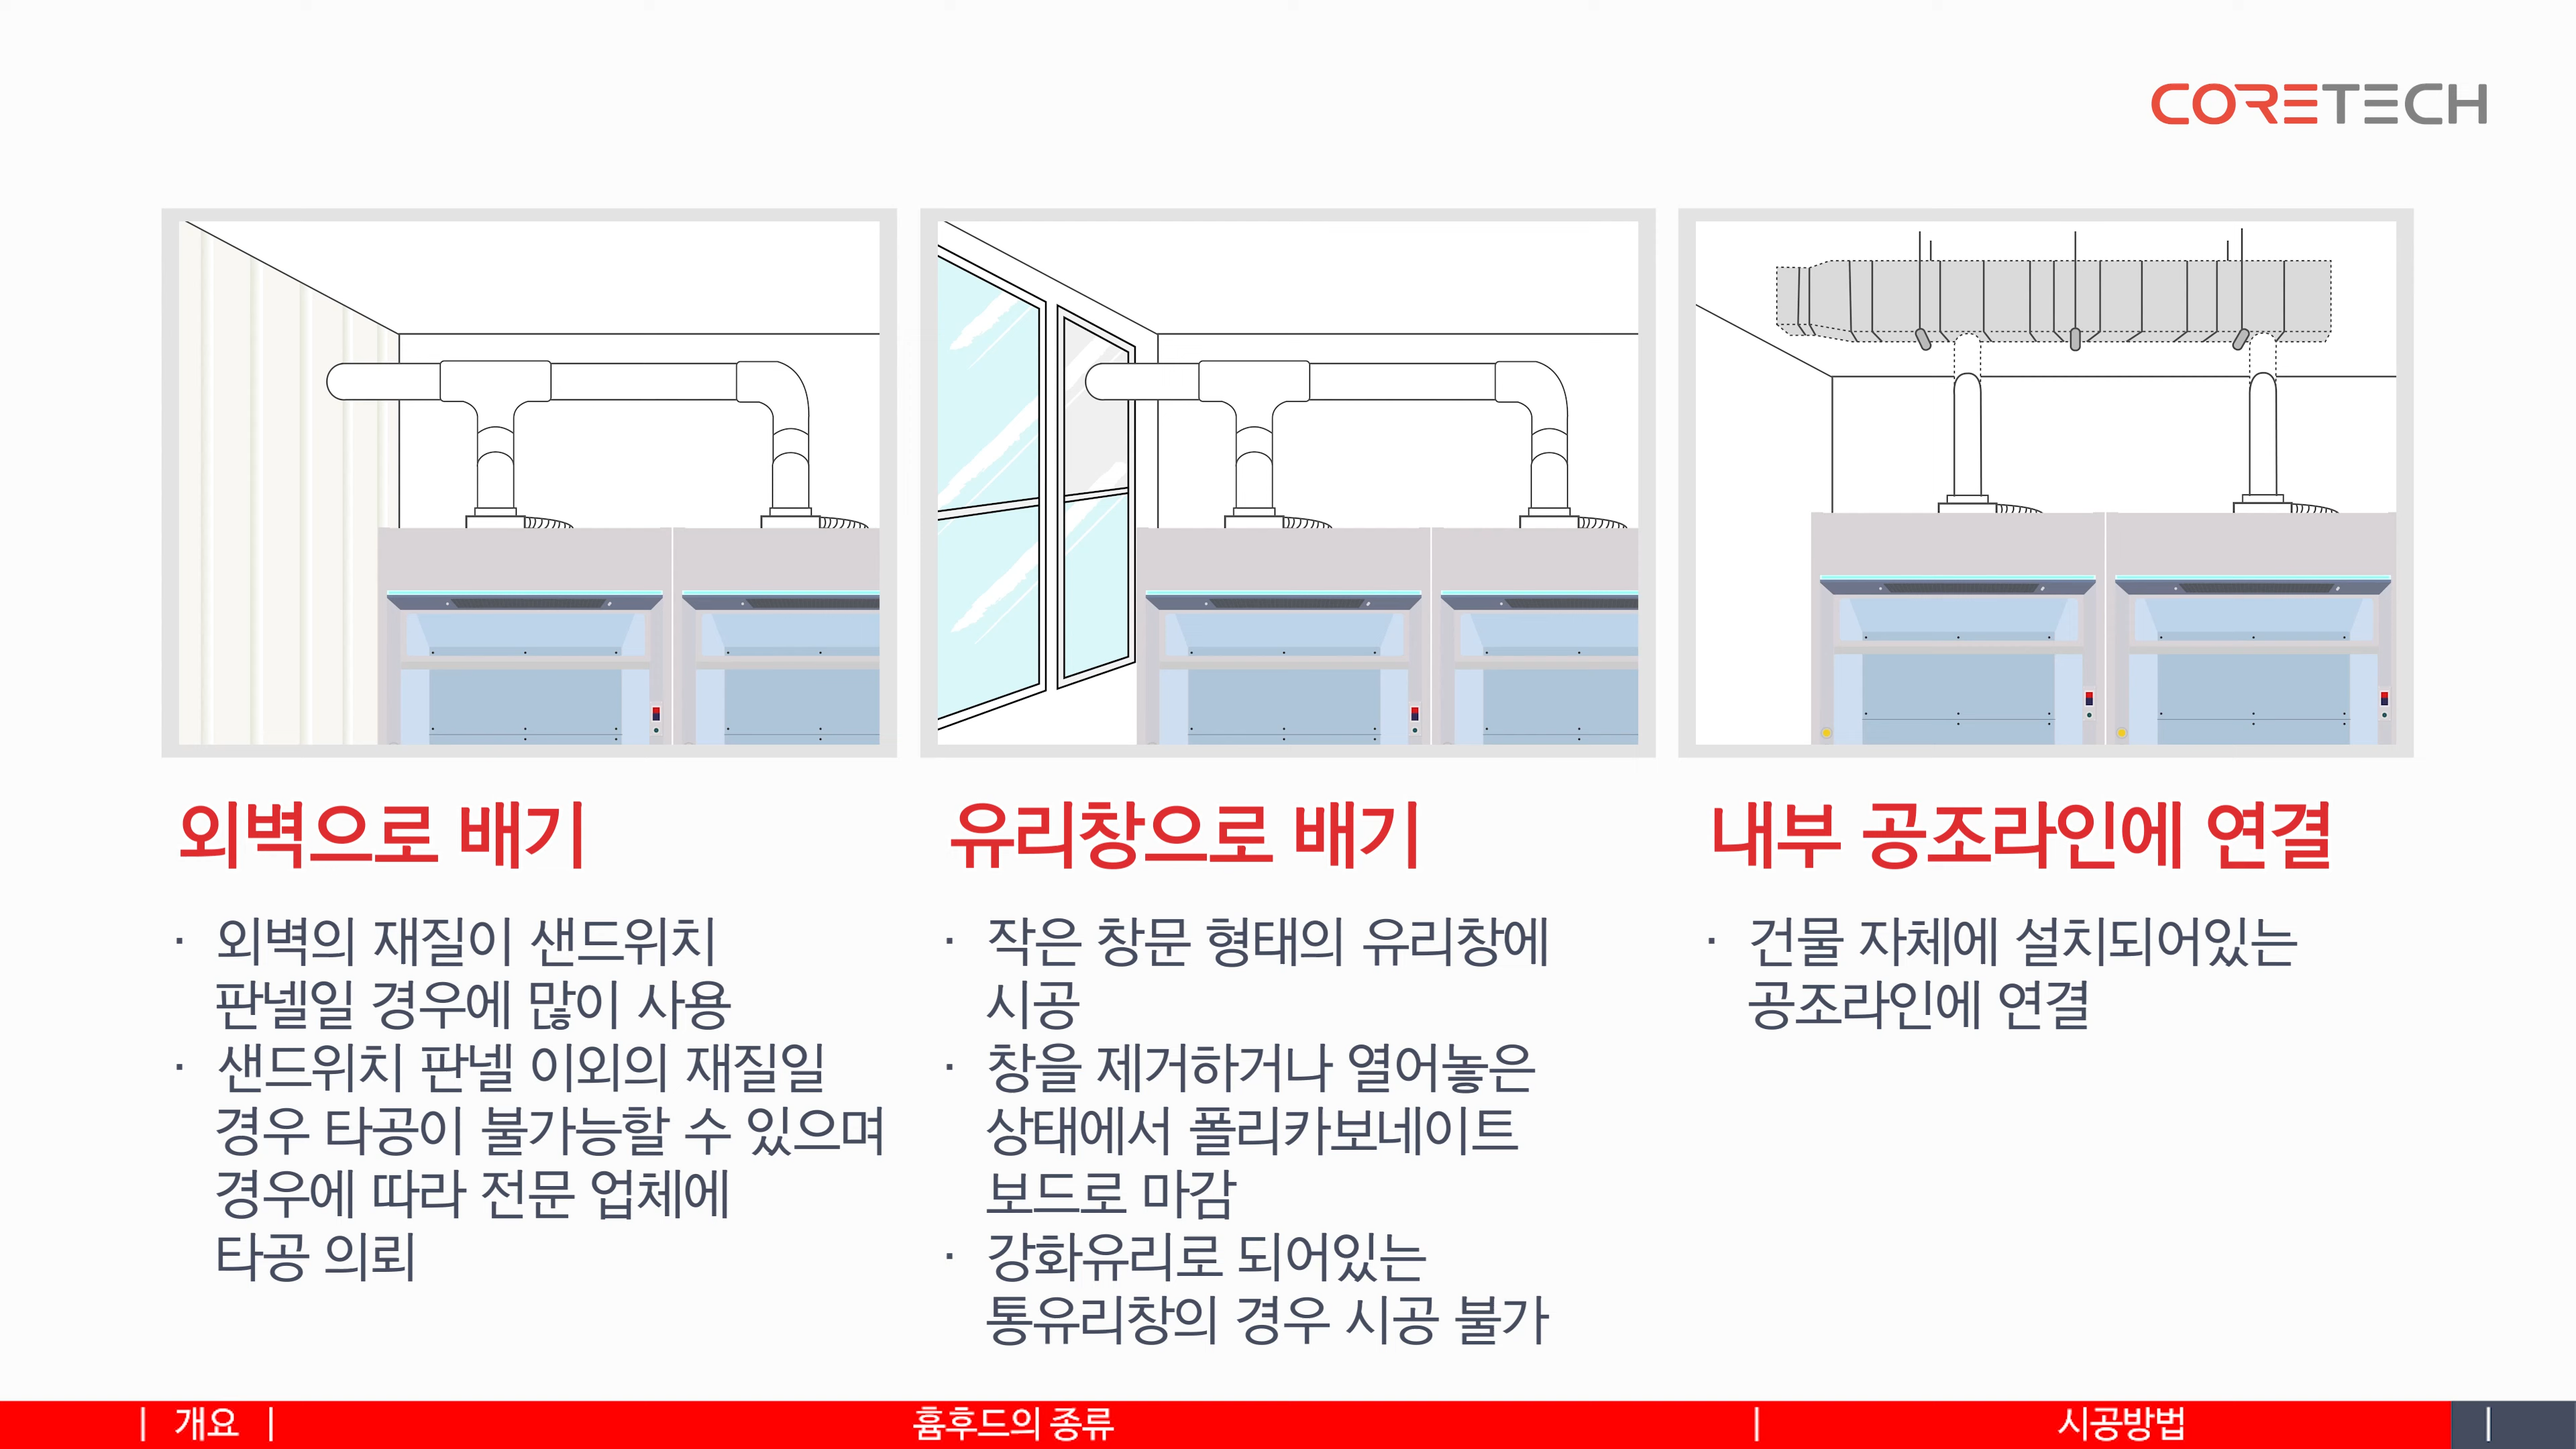 CORETECH
외벽으로 배기
· 외벽의 재질이 샌드위치
판넬일 경우에 많이 사용
· 샌드위치 판넬 이외의 재질일
경우 타공이 불가능할 수 있으며
경우에 따라 전문 업체에
타공 의뢰
유리창으로 배기
· 작은 창문 형태의 유리창에
시공
· 창을 제거하거나 열어놓은
상태에서 폴리카보네이트
보드로 마감
· 강화유리로 되어있는
통유리창의 경우 시공 불가
내부 공조라인에 연결
· 건물 자체에 설치되어있는
공조라인에 연결
| 개요 | 흄후드의 종류 | 시공방법 |